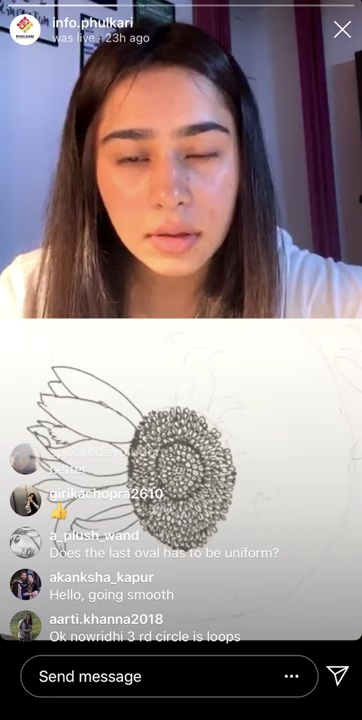 info.phulkari
was live · 23h ago
PHULKARI
better
girikachopra2610
👍
a_plush_wand
Does the last oval has to be uniform?
akanksha_kapur
Hello, going smooth
aarti.khanna2018
Ok nowridhi 3 rd circle is loops
Send message